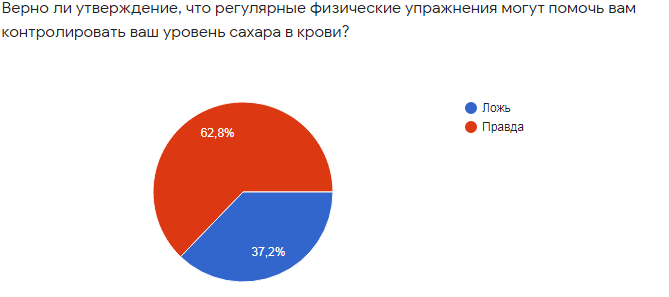 Верно ли утверждение, что регулярные физические упражнения могут помочь вам
контролировать ваш уровень сахара в крови?
Ложь
Правда
62,8%
37,2%